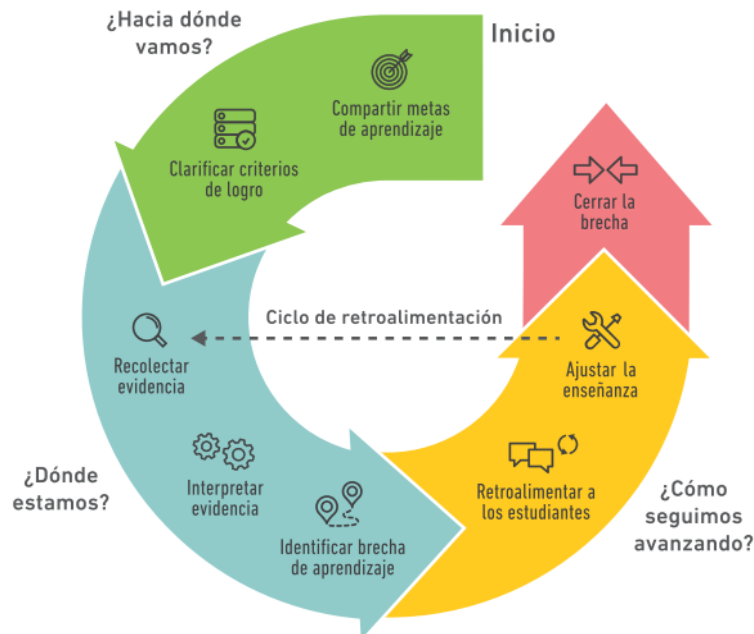 ¿Hacia dónde
vamos?
Inicio
Compartir metas
de aprendizaje
Clarificar criterios
de logro
Cerrar la
brecha
Ciclo de retroalimentación
Recolectar
evidencia
Ajustar la
enseñanza
¿Dónde
estamos?
Interpretar
evidencia
Identificar brecha
de aprendizaje
Retroalimentar a
los estudiantes
¿Cómo
seguimos
avanzando?